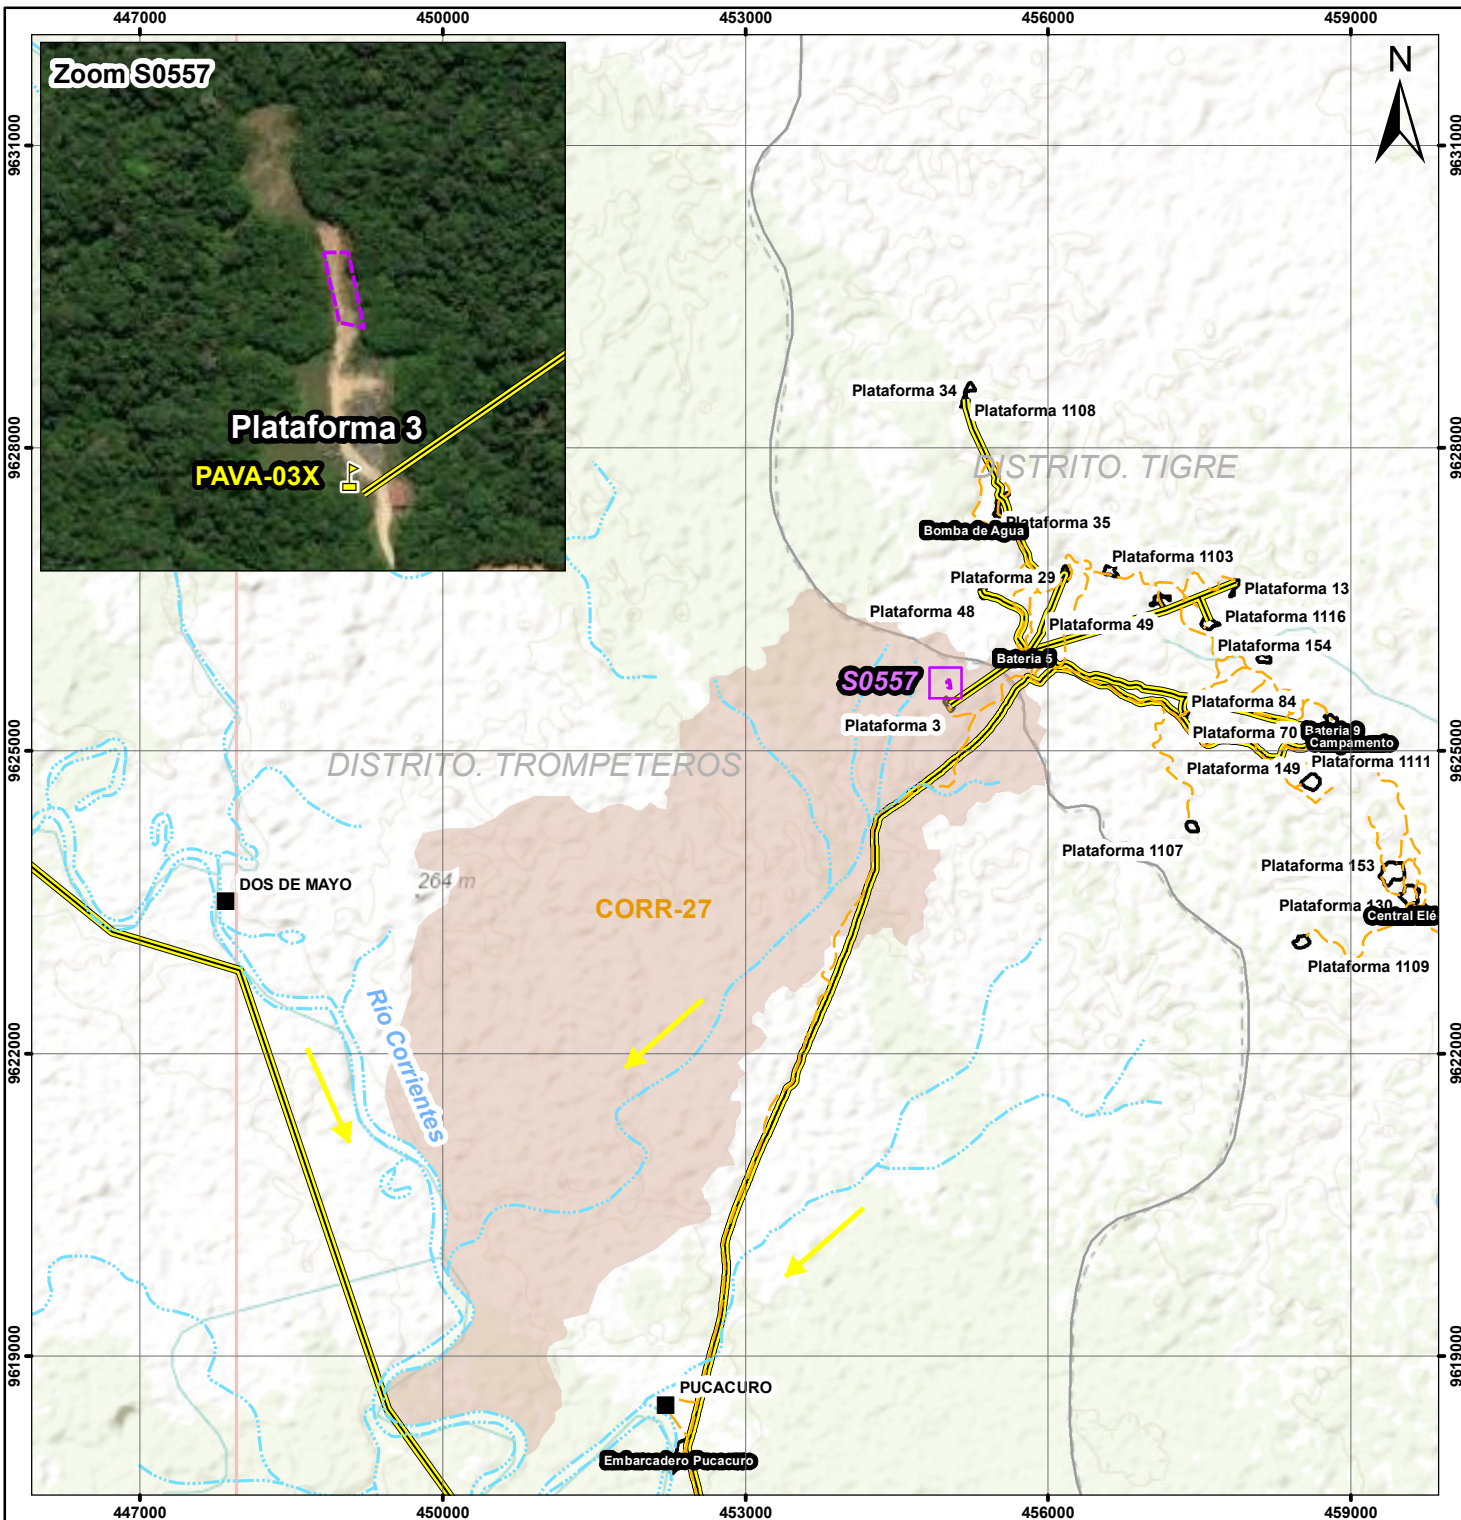 447000
450000
453000
456000
459000
Zoom S0557
N
9631000
9631000
Plataforma 3
PAVA-03X
Plataforma 34
Plataforma 1108
9628000
9628000
DISTRITO. TIGRE
Plataforma 35
Bomba de Agua
Plataforma 1103
Plataforma 29
Plataforma 13
Plataforma 48
Plataforma 49
Plataforma 1116
Plataforma 154
Bateria 5
S0557
Plataforma 84
Plataforma 3
Plataforma 70
Bateria 9
Campamento
9625000
9625000
DISTRITO. TROMPETEROS
Plataforma 149
Plataforma 1111
Plataforma 1107
Plataforma 153
264 m
DOS DE MAYO
CORR-27
Plataforma 130
Central Elé
Plataforma 1109
Río Corrientes
9622000
9622000
9619000
9619000
PUCACURO
Embarcadero Pucacuro
447000
450000
453000
456000
459000